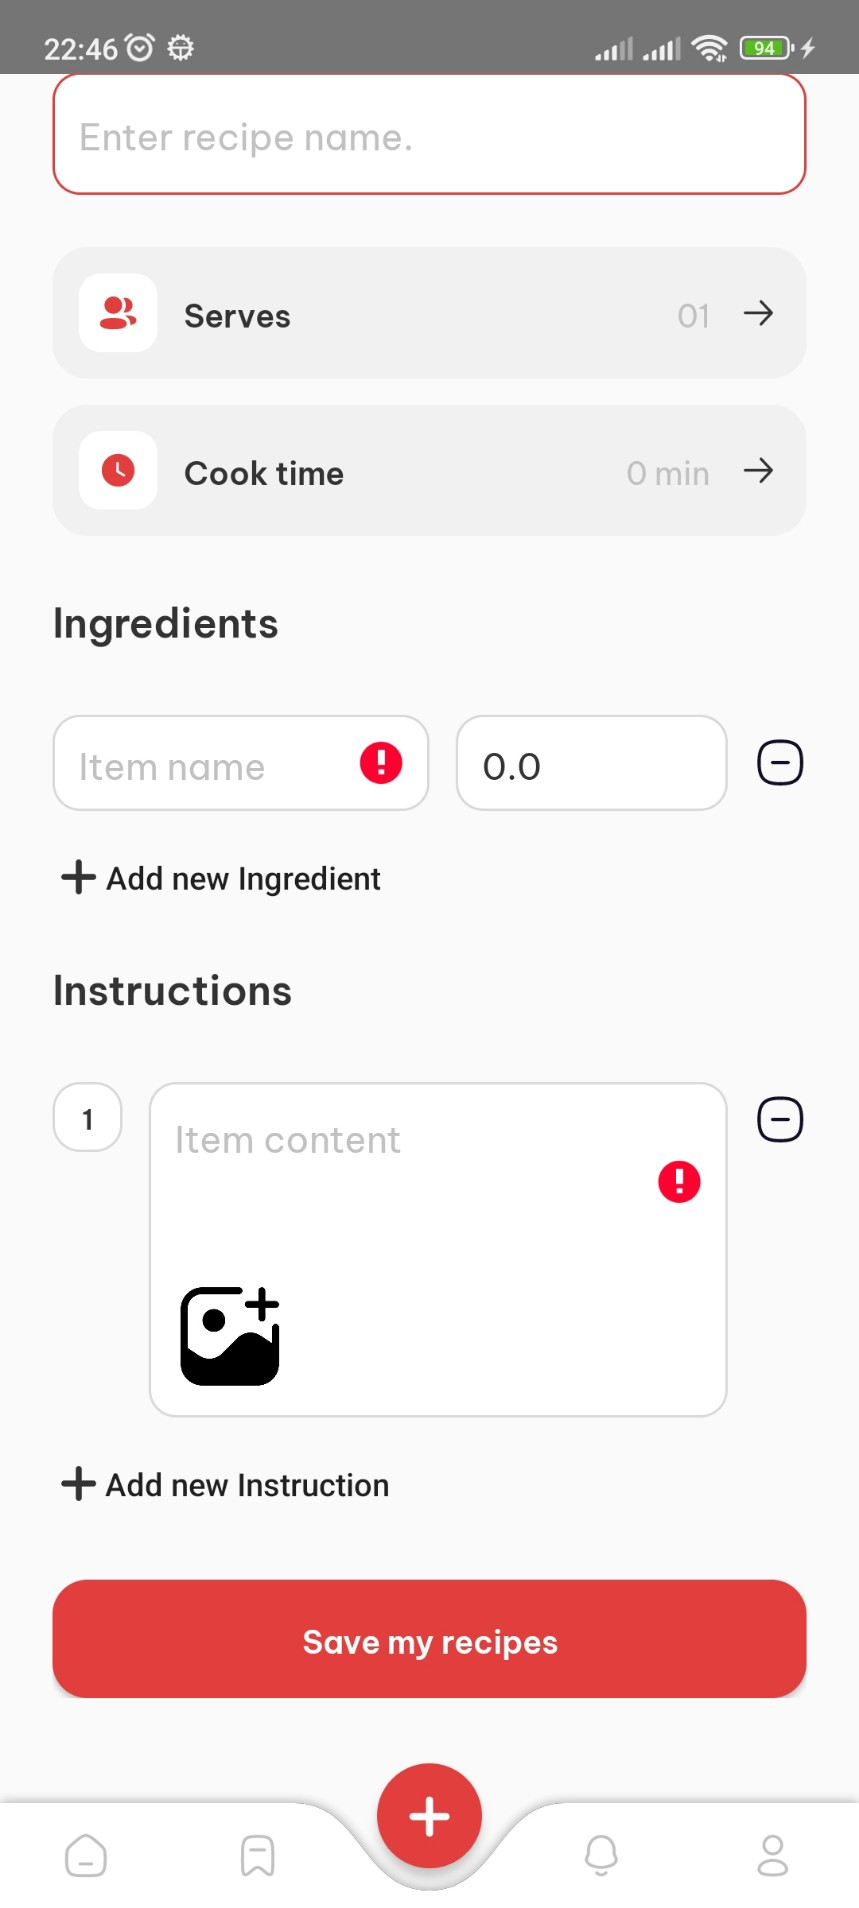 22:46
94
Enter recipe name.
Serves 01
Cook time 0 min
Ingredients
Item name 0.0
Add new Ingredient
Instructions
1
Item content
Add new Instruction
Save my recipes